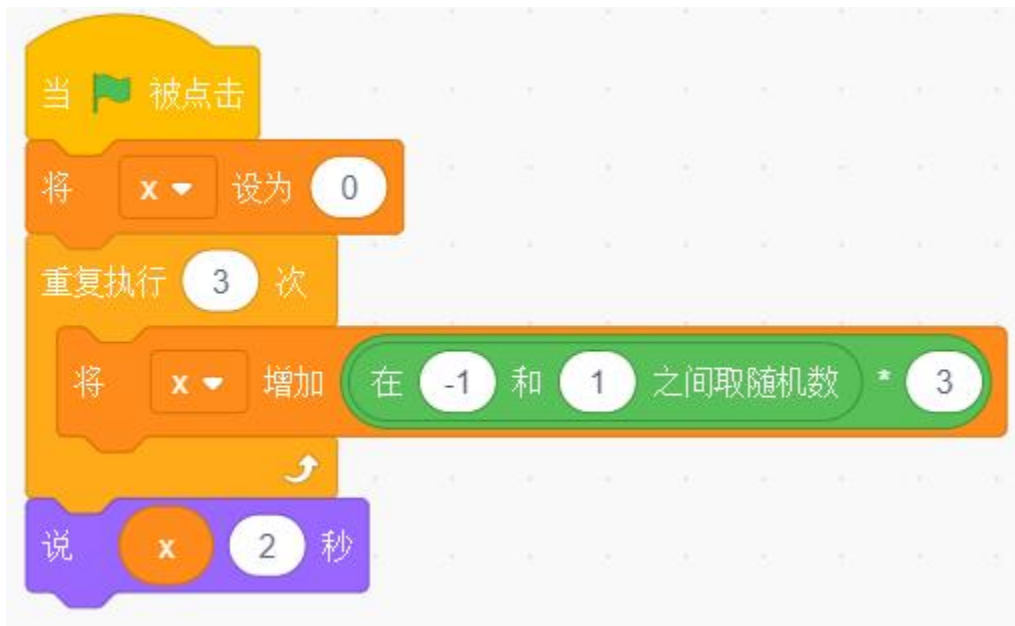 当 被点击
将 x 设为 0
重复执行 3 次
将 x 增加 在 -1 和 1 之间取随机数 * 3
说 x 2 秒